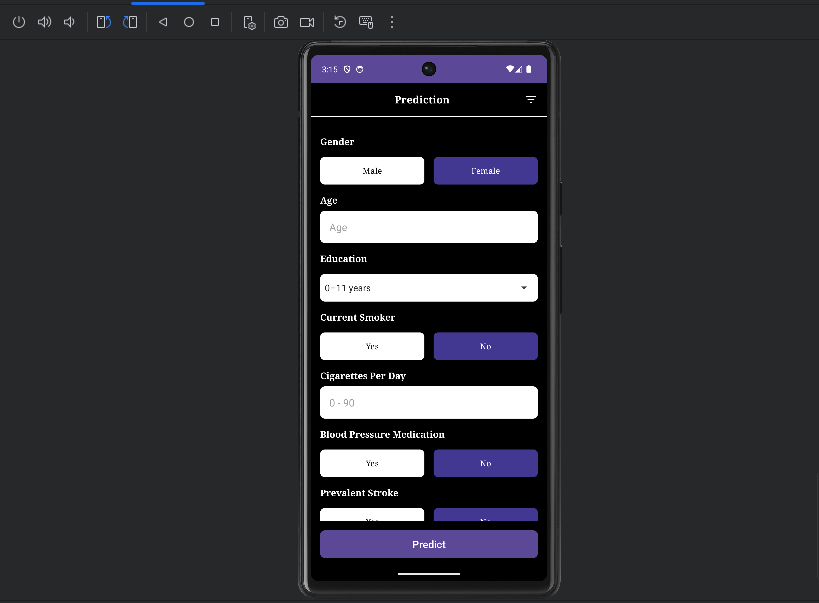 3:15
Prediction
Gender
Male Female
Age
Age
Education
0 - 11 years
Current Smoker
Yes No
Cigarettes Per Day
0 - 90
Blood Pressure Medication
Yes No
Prevalent Stroke
Yes No
Predict